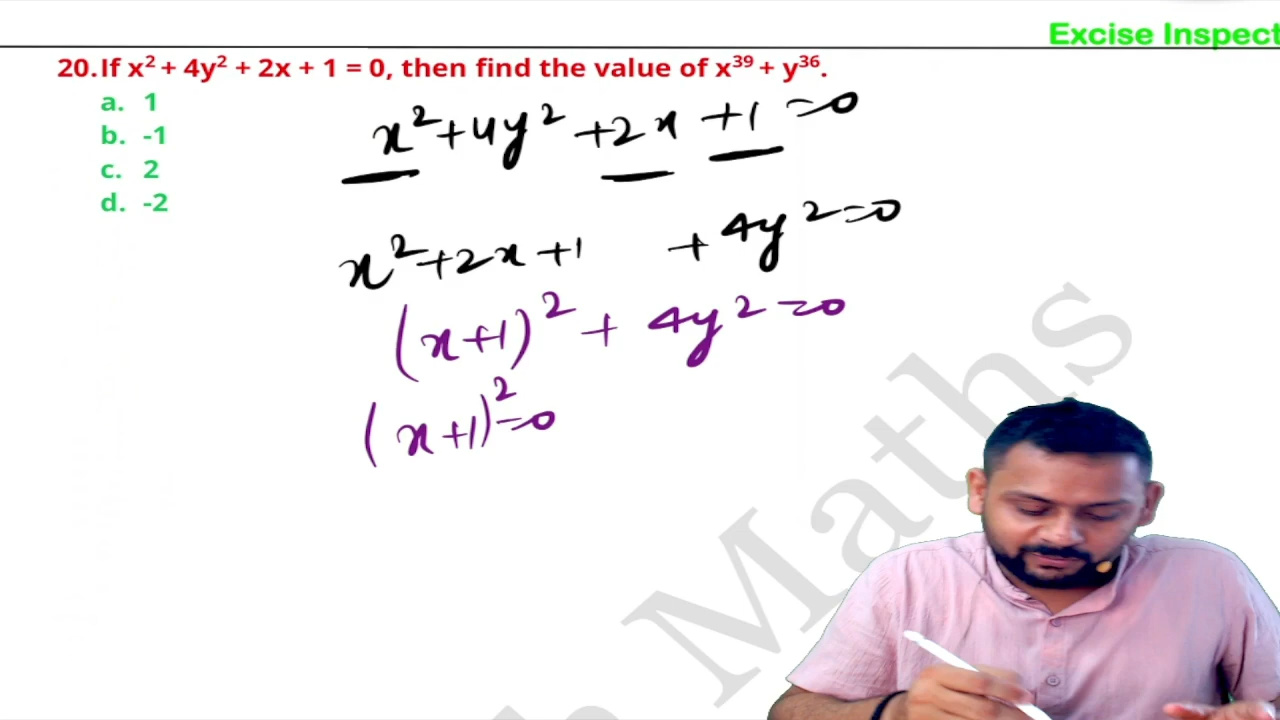 Excise Inspect
20. If x² + 4y² + 2x + 1 = 0, then find the value of x³⁹ + y³⁶.
a. 1
b. -1
c. 2
d. -2
x² + 4y² + 2x + 1 = 0
x² + 2x + 1 + 4y² = 0
(x+1)² + 4y² = 0
(x+1)² = 0
Maths